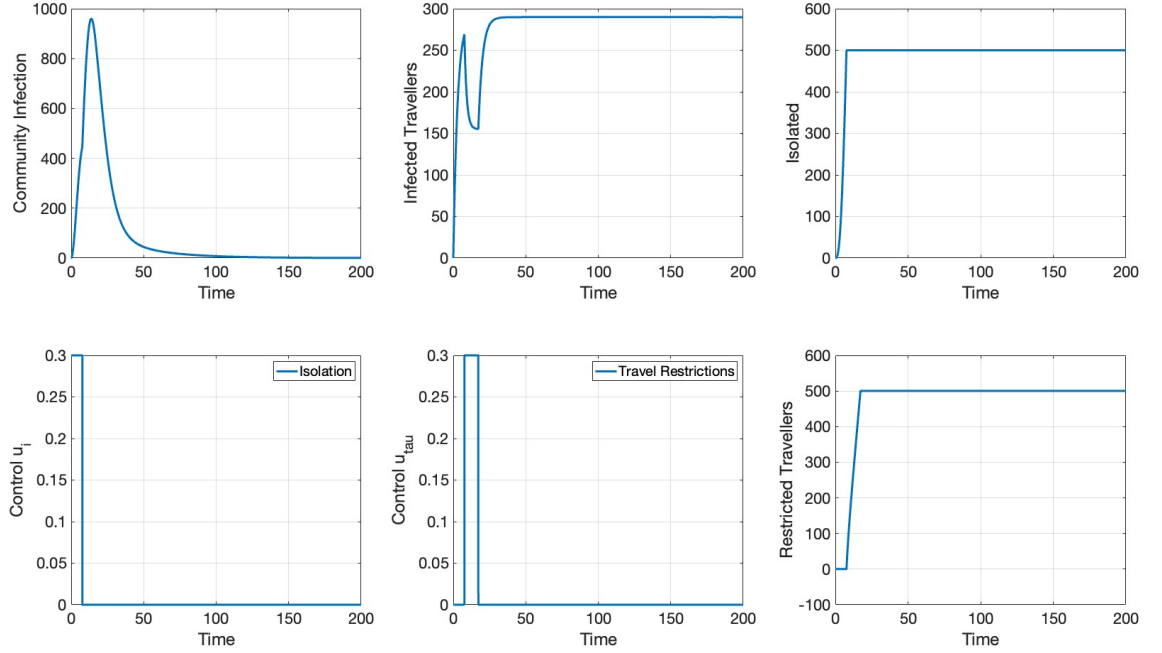 1000
800
600
400
200
0
0 50 100 150 200
Time
Community Infection
300
250
200
150
100
50
0
0 50 100 150 200
Time
Infected Travellers
600
500
400
300
200
100
0
0 50 100 150 200
Time
Isolated
0.3
0.25
0.2
0.15
0.1
0.05
0
0 50 100 150 200
Time
Control u_i
Isolation
0.3
0.25
0.2
0.15
0.1
0.05
0
0 50 100 150 200
Time
Control u_tau
Travel Restrictions
600
500
400
300
200
100
0
-100
0 50 100 150 200
Time
Restricted Travellers